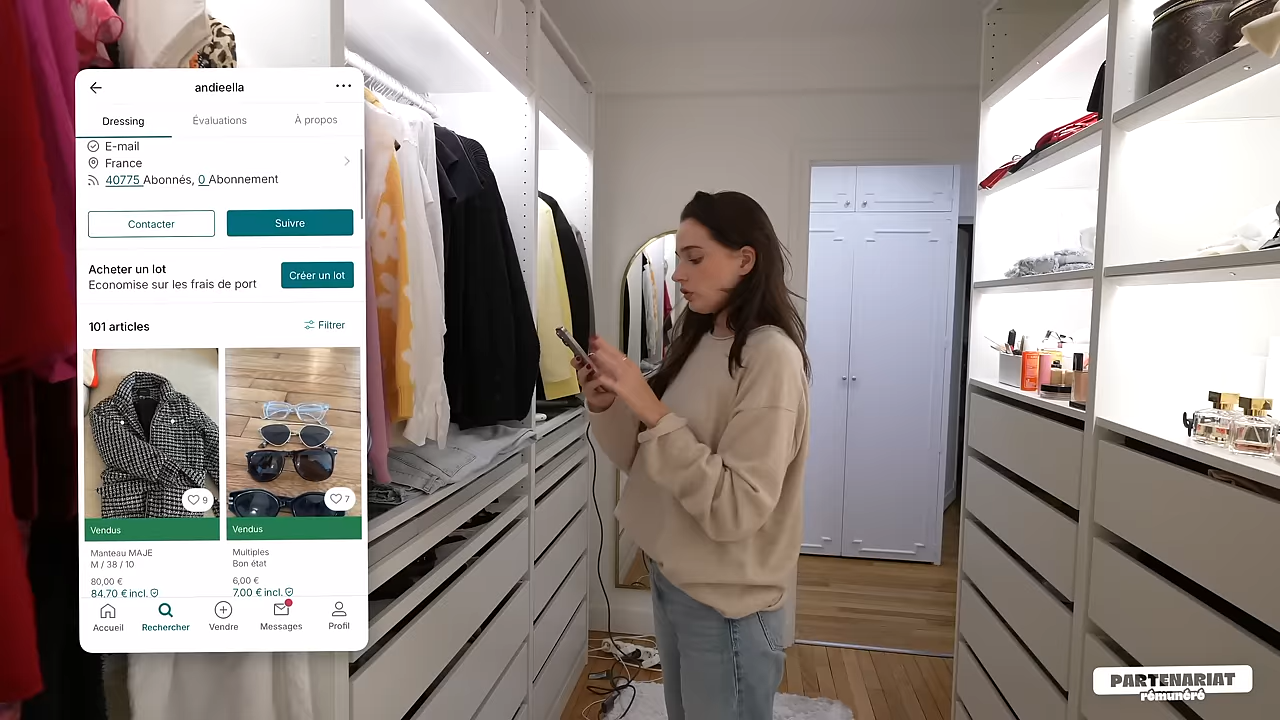 andieella
Dressing
Évaluations
À propos
E-mail
France
40775 Abonnés, 0 Abonnement
Contacter
Suivre
Acheter un lot
Economise sur les frais de port
Créer un lot
101 articles
Filtrer
9
7
Vendus
Vendus
Manteau MAJE
M / 38 / 10
80,00 €
84,70 € incl.
Multiples
Bon état
6,00 €
7,00 € incl.
Accueil
Rechercher
Vendre
Messages
Profil
PARTENARIAT
rémunéré